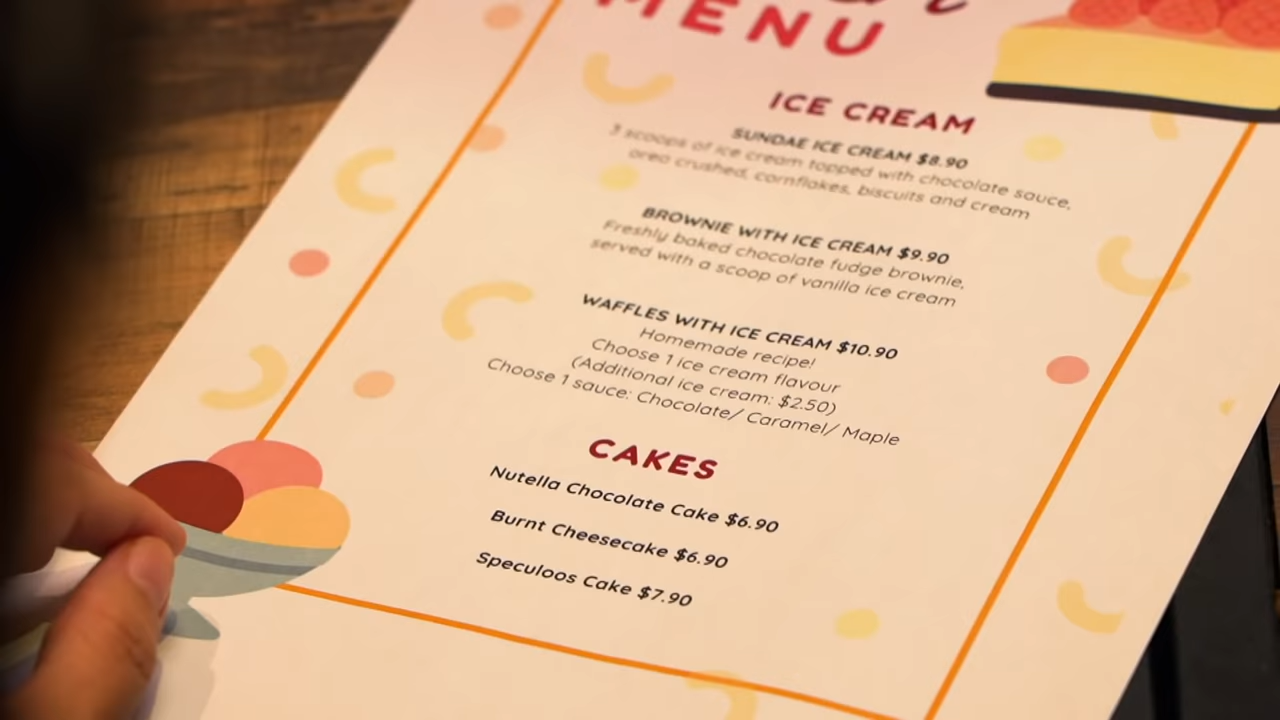 MENU
ICE CREAM
SUNDAE ICE CREAM $8.90
3 scoops of ice cream topped with chocolate sauce,
oreo crushed, cornflakes, biscuits and cream
BROWNIE WITH ICE CREAM $9.90
Freshly baked chocolate fudge brownie,
served with a scoop of vanilla ice cream
WAFFLES WITH ICE CREAM $10.90
Homemade recipe!
Choose 1 ice cream flavour
(Additional ice cream: $2.50)
Choose 1 sauce: Chocolate/ Caramel/ Maple
CAKES
Nutella Chocolate Cake $6.90
Burnt Cheesecake $6.90
Speculoos Cake $7.90